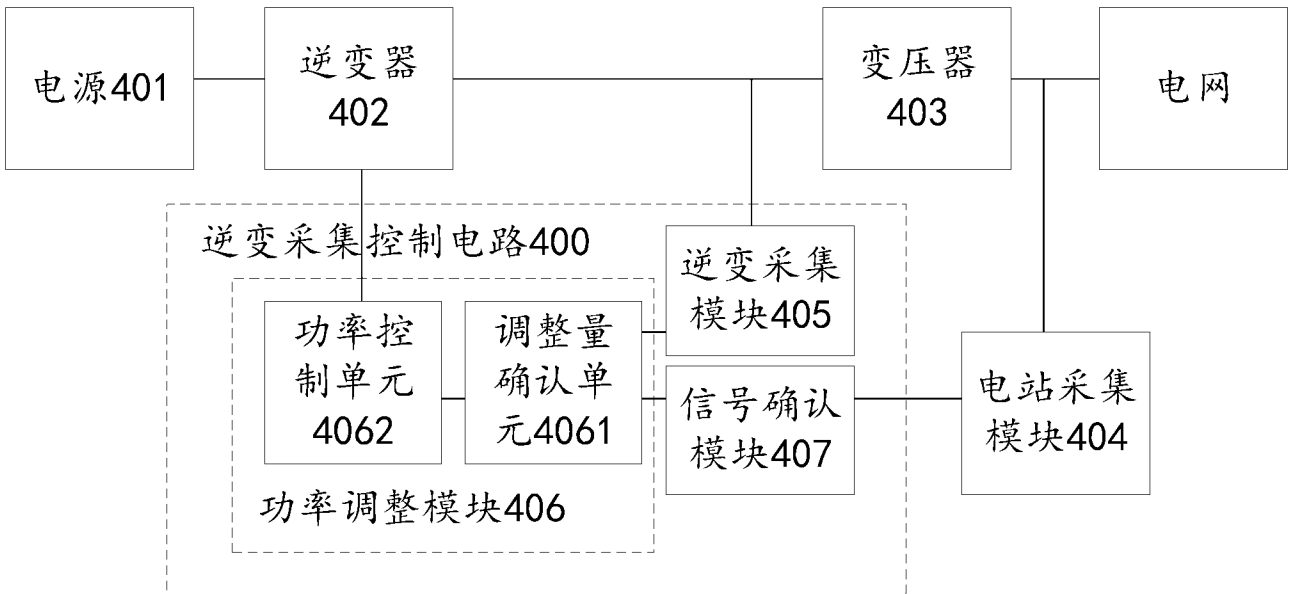 电源401
逆变器
402
变压器
403
电网
逆变采集控制电路400
逆变采集
模块405
功率控
制单元
4062
调整量
确认单
元4061
信号确认
模块407
电站采集
模块404
功率调整模块406